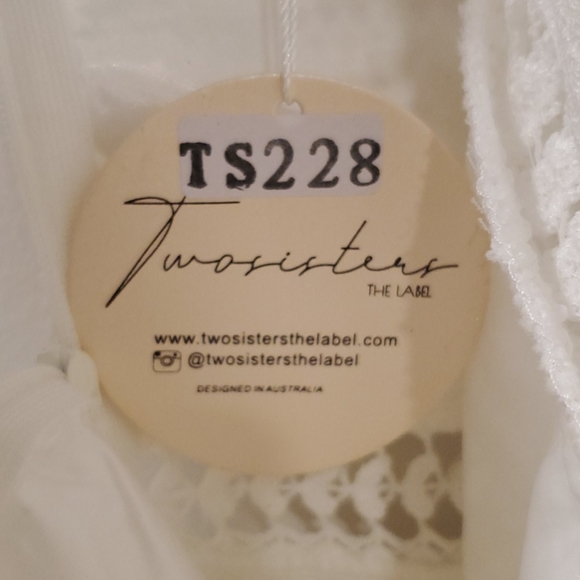 TS228
Twosisters
THE LABEL
www.twosistersthelabel.com
@twosistersthelabel
DESIGNED IN AUSTRALIA